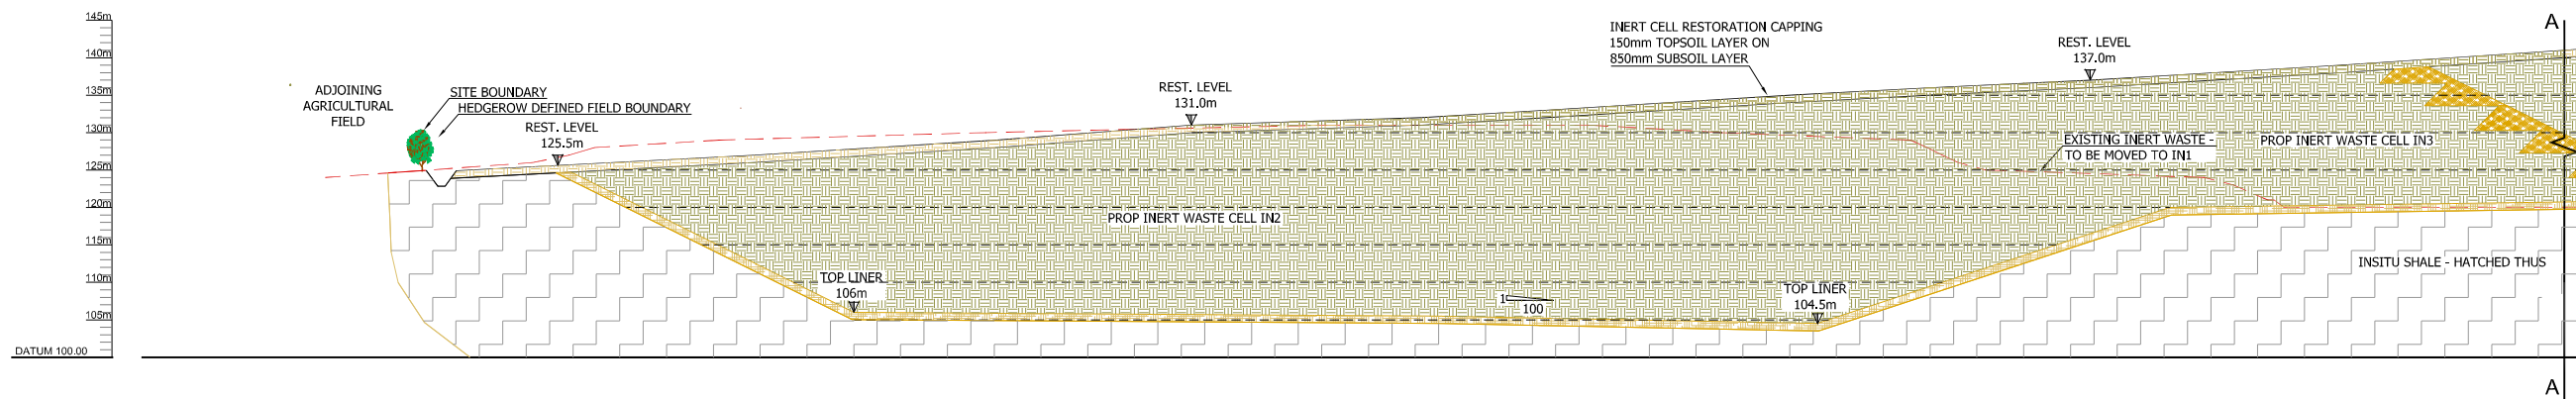 145m
140m
135m
130m
125m
120m
115m
110m
105m
DATUM 100.00
ADJOINING
AGRICULTURAL
FIELD
SITE BOUNDARY
HEDGEROW DEFINED FIELD BOUNDARY
REST. LEVEL
125.5m
REST. LEVEL
131.0m
INERT CELL RESTORATION CAPPING
150mm TOPSOIL LAYER ON
850mm SUBSOIL LAYER
REST. LEVEL
137.0m
A
EXISTING INERT WASTE -
TO BE MOVED TO IN1
PROP INERT WASTE CELL IN3
PROP INERT WASTE CELL IN2
TOP LINER
106m
1
100
TOP LINER
104.5m
INSITU SHALE - HATCHED THUS
A